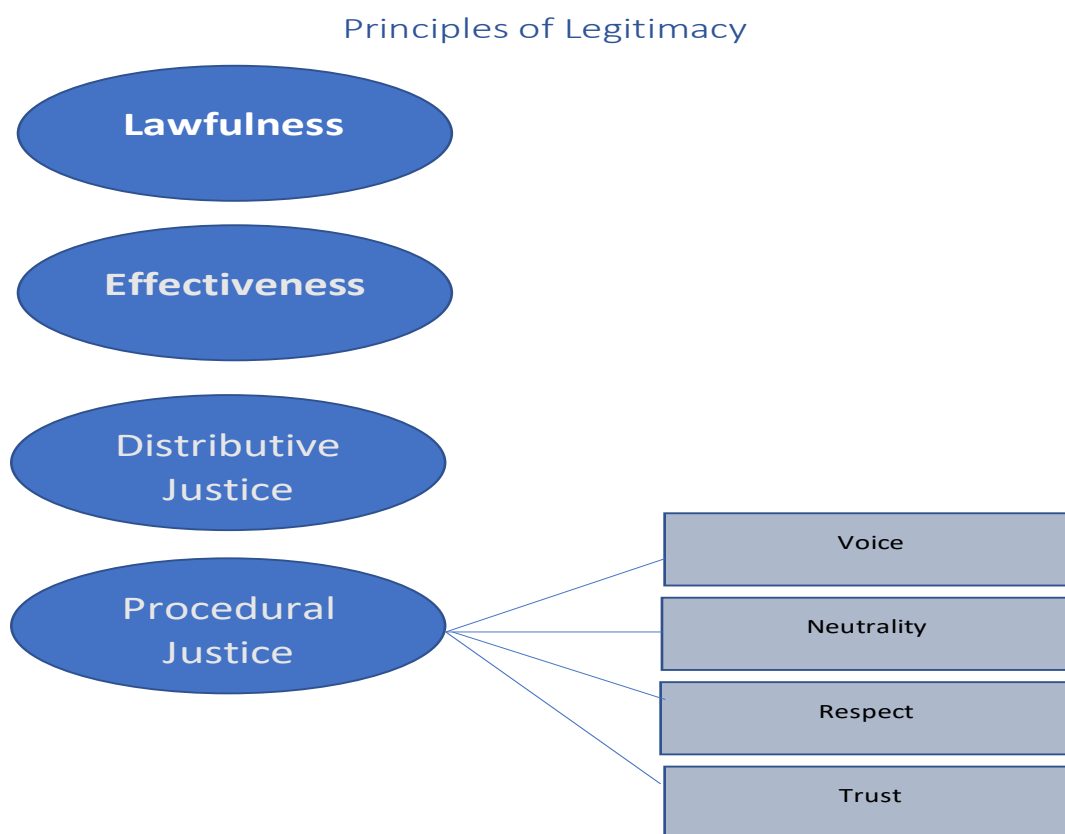 Principles of Legitimacy
Lawfulness
Effectiveness
Distributive
Justice
Procedural
Justice
Voice
Neutrality
Respect
Trust